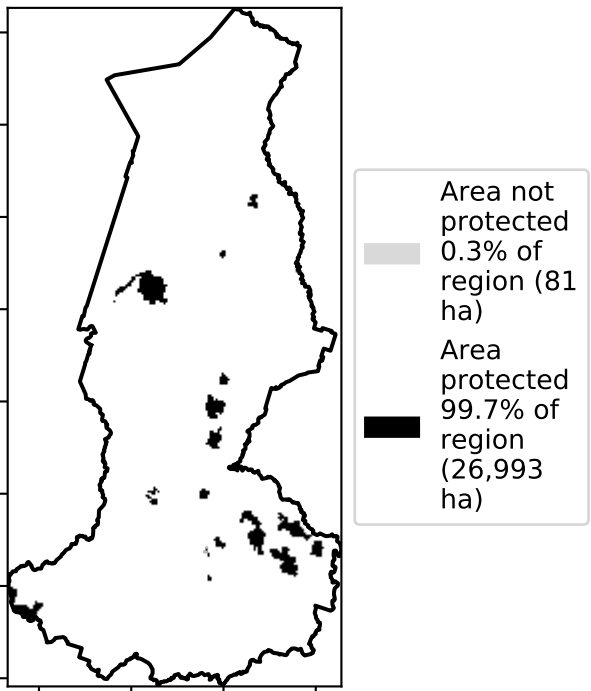 Area not
protected
0.3% of
region (81
ha)
Area
protected
99.7% of
region
(26,993
ha)